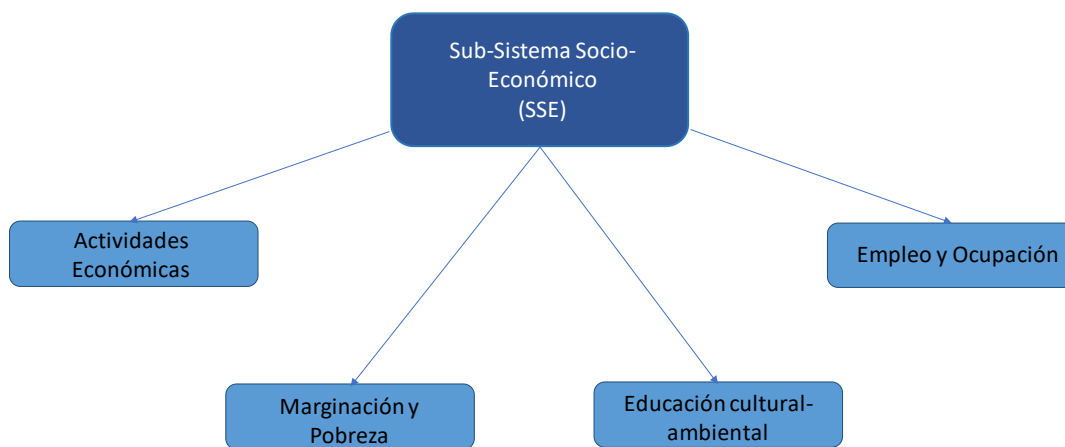 Sub-Sistema Socio-
Económico
(SSE)
Actividades
Económicas
Empleo y Ocupación
Marginación y
Pobreza
Educación cultural-
ambiental